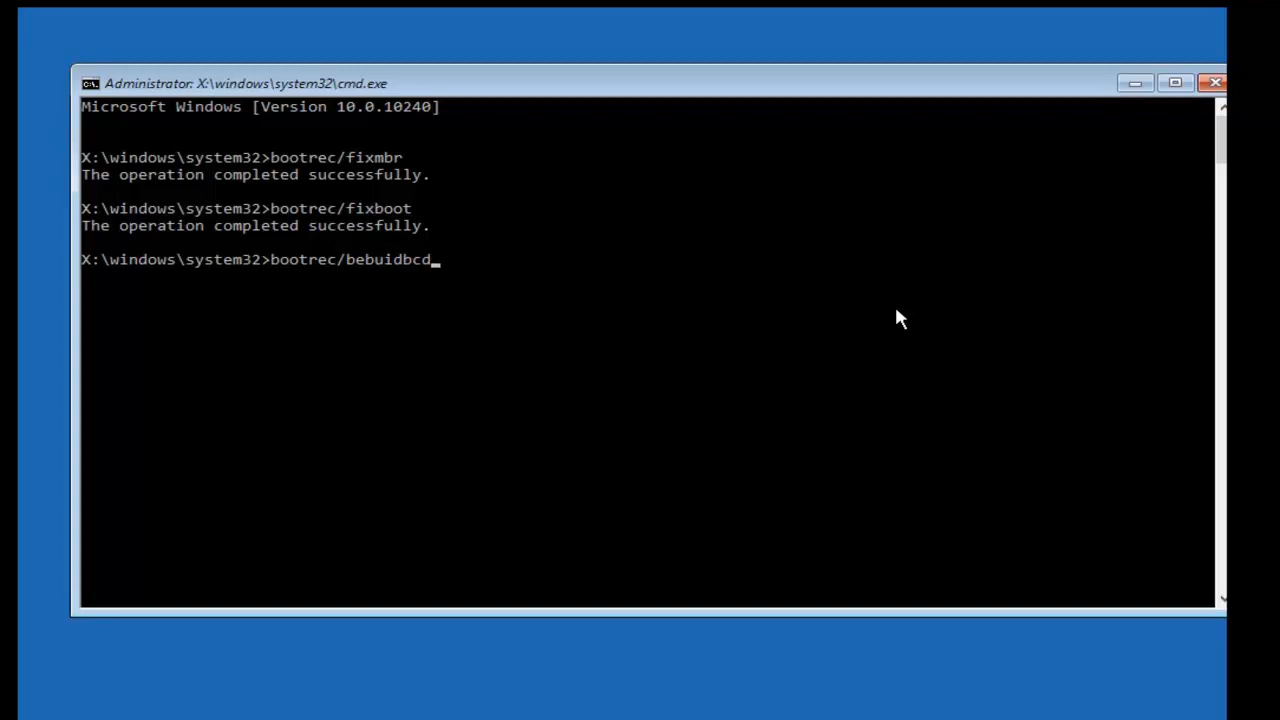 Administrator: X:\windows\system32\cmd.exe
Microsoft Windows [Version 10.0.10240]
X:\windows\system32>bootrec/fixmbr
The operation completed successfully.
X:\windows\system32>bootrec/fixboot
The operation completed successfully.
X:\windows\system32>bootrec/bebuidbcd_